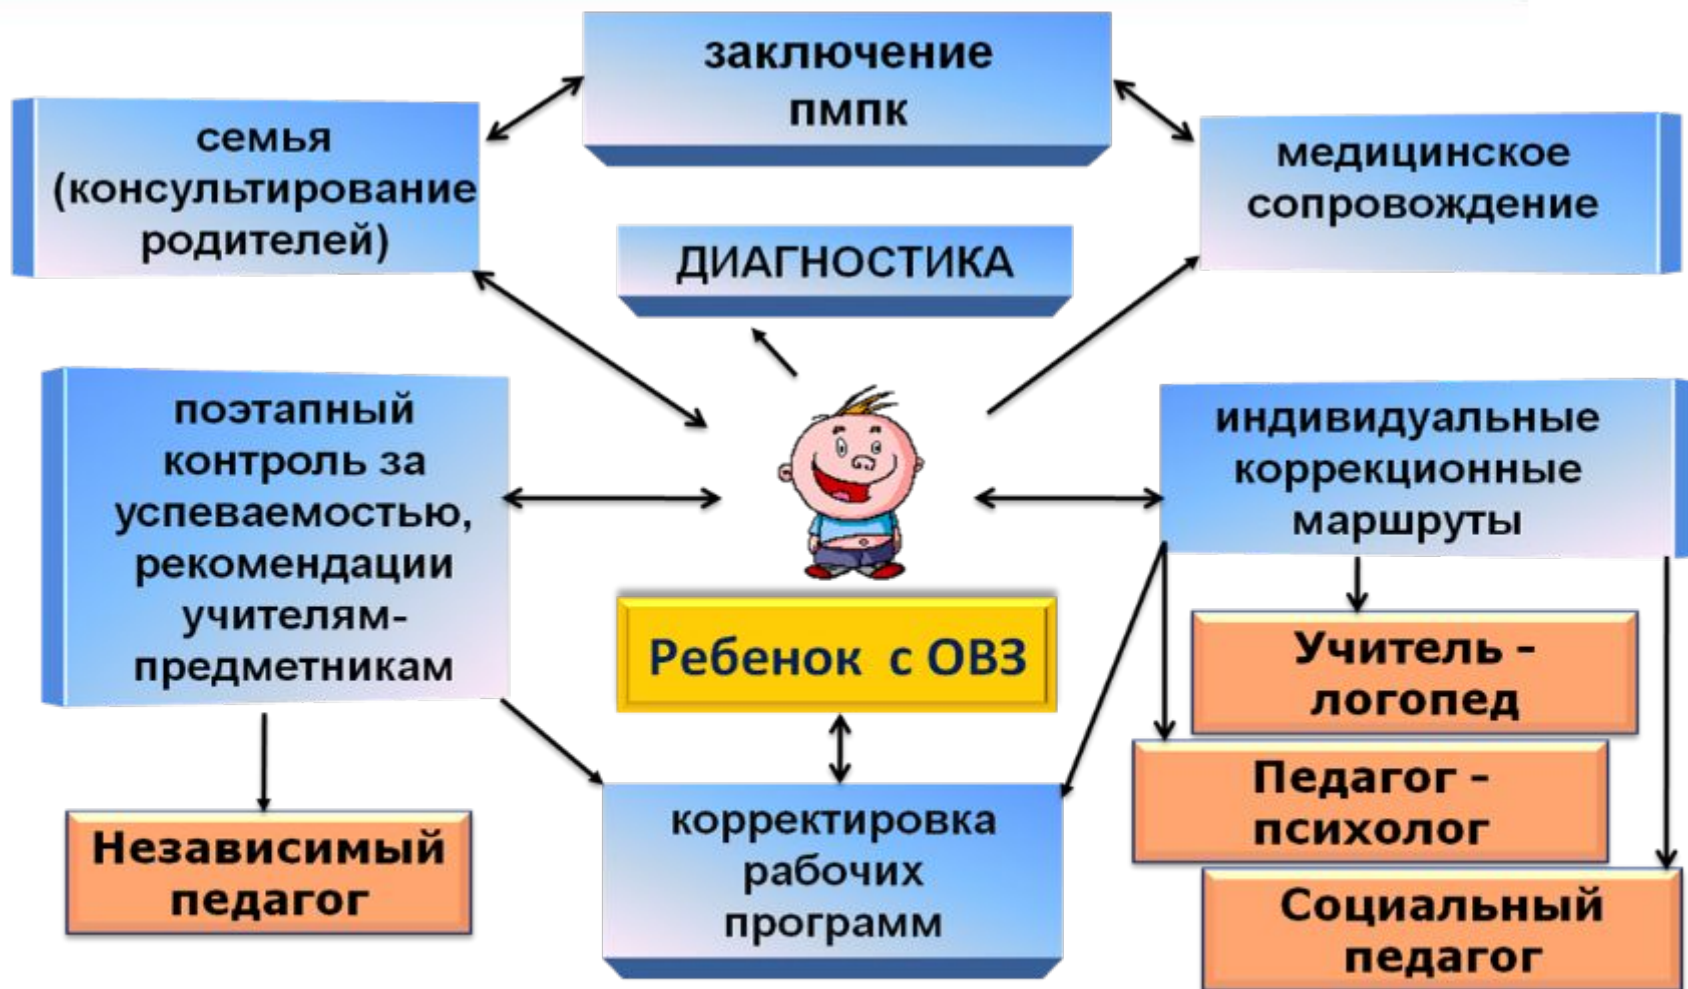 заключение
пмпк
семья
(консультирование
родителей)
медицинское
сопровождение
ДИАГНОСТИКА
поэтапный
контроль за
успеваемостью,
рекомендации
учителям-
предметникам
индивидуальные
коррекционные
маршруты
Ребенок с ОВЗ
Учитель –
логопед
Педагог –
психолог
Социальный
педагог
Независимый
педагог
корректировка
рабочих
программ